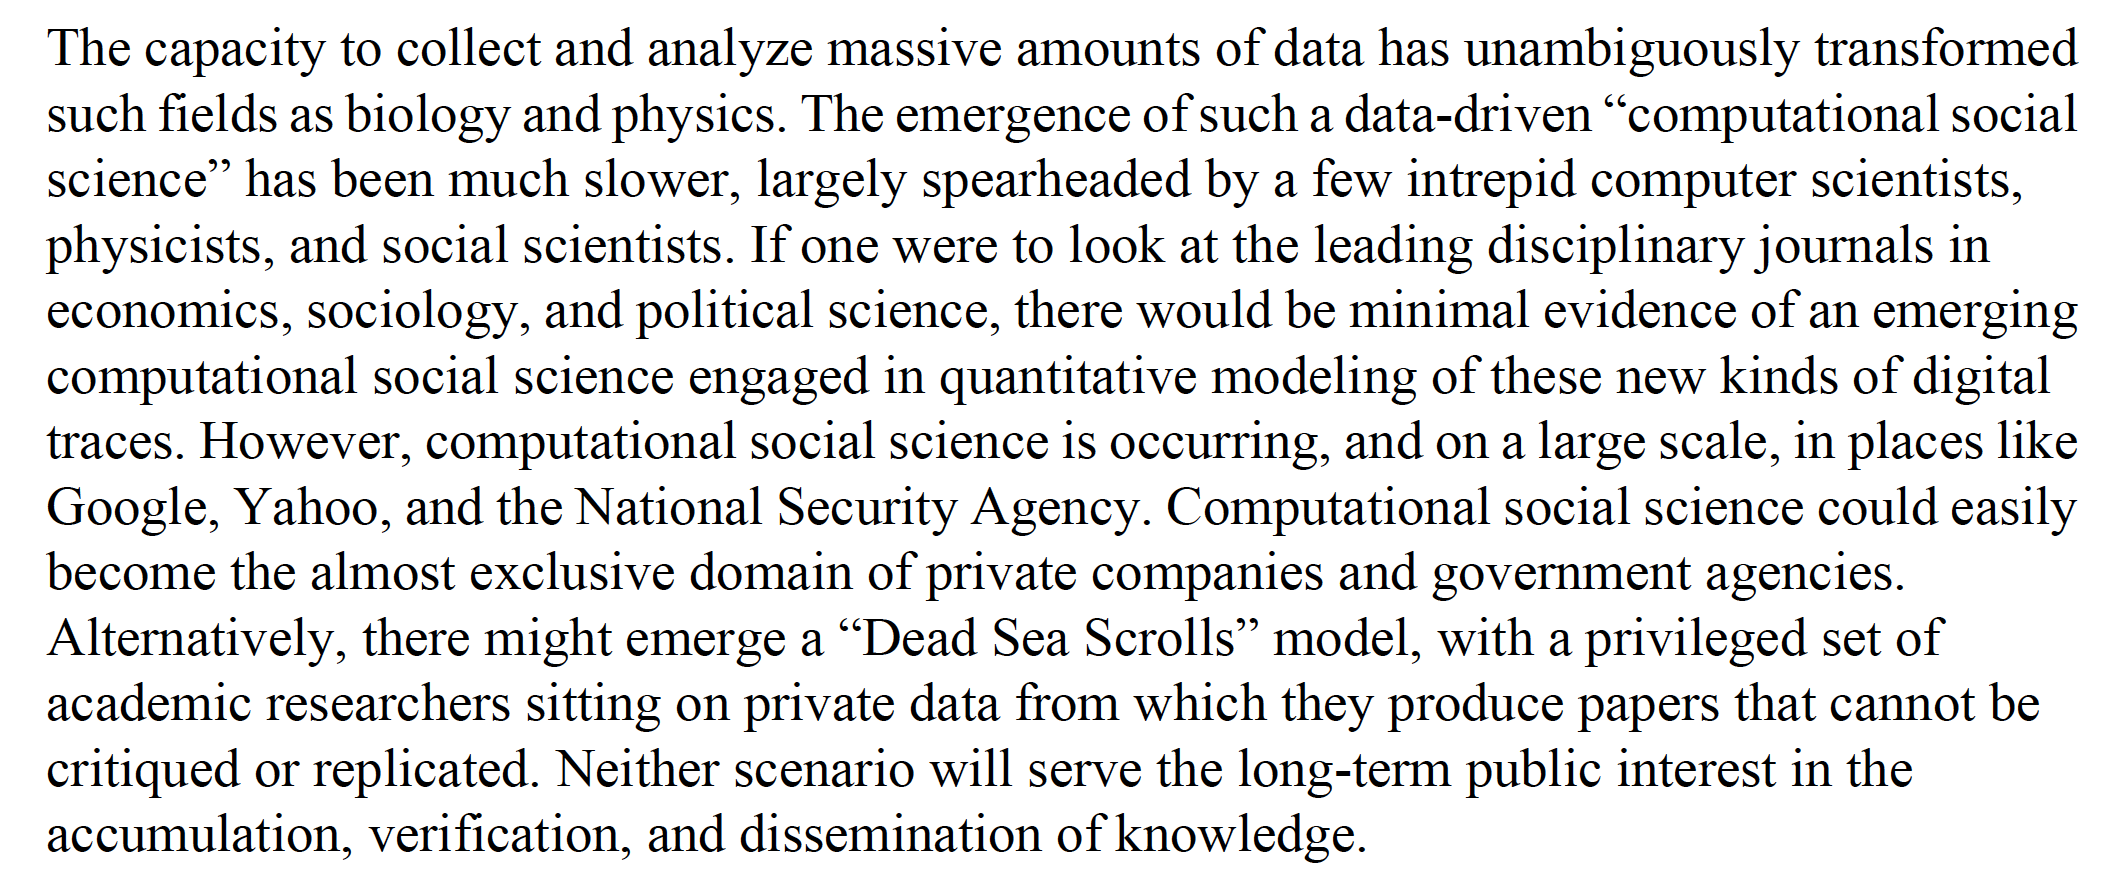 The capacity to collect and analyze massive amounts of data has unambiguously transformed
such fields as biology and physics. The emergence of such a data-driven “computational social
science” has been much slower, largely spearheaded by a few intrepid computer scientists,
physicists, and social scientists. If one were to look at the leading disciplinary journals in
economics, sociology, and political science, there would be minimal evidence of an emerging
computational social science engaged in quantitative modeling of these new kinds of digital
traces. However, computational social science is occurring, and on a large scale, in places like
Google, Yahoo, and the National Security Agency. Computational social science could easily
become the almost exclusive domain of private companies and government agencies.
Alternatively, there might emerge a “Dead Sea Scrolls” model, with a privileged set of
academic researchers sitting on private data from which they produce papers that cannot be
critiqued or replicated. Neither scenario will serve the long-term public interest in the
accumulation, verification, and dissemination of knowledge.